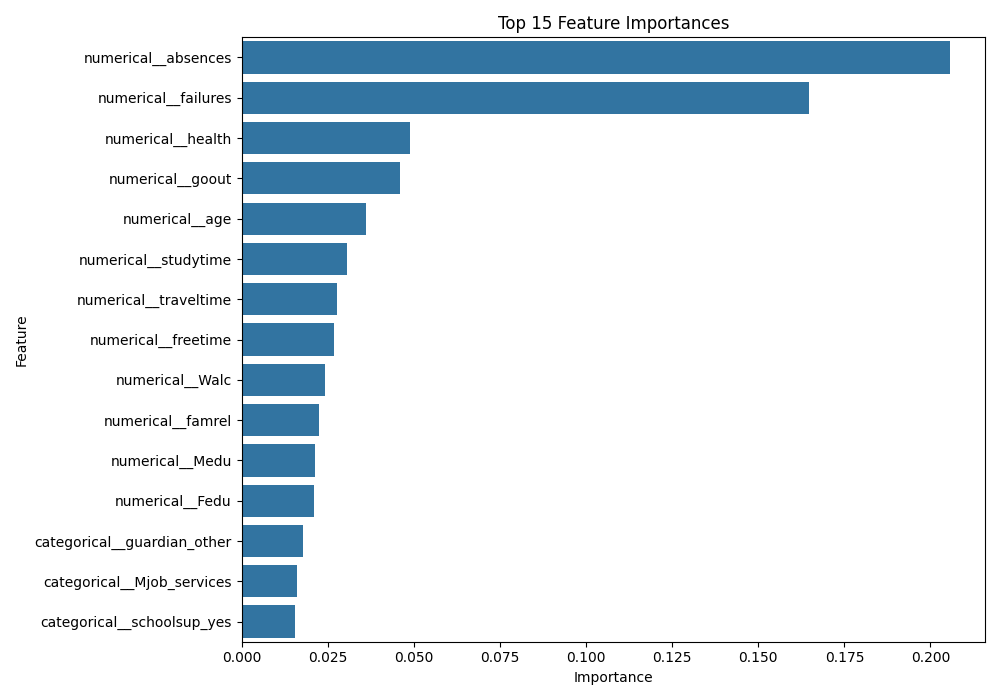 Top 15 Feature Importances
numerical__absences
numerical__failures
numerical__health
numerical__goout
numerical__age
numerical__studytime
numerical__traveltime
numerical__freetime
numerical__Walc
numerical__famrel
numerical__Medu
numerical__Fedu
categorical__guardian_other
categorical__Mjob_services
categorical__schoolsup_yes
Feature
0.000 0.025 0.050 0.075 0.100 0.125 0.150 0.175 0.200
Importance